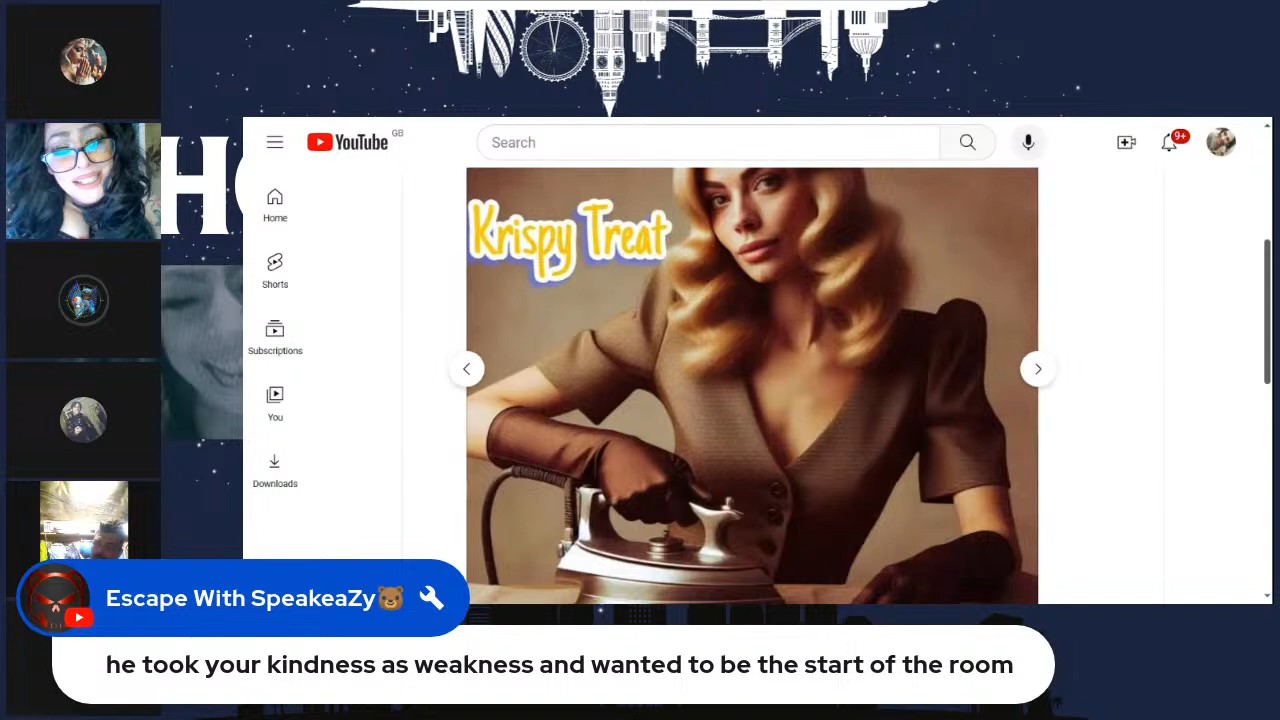 H
YouTube GB
Search
9+
Home
Shorts
Subscriptions
You
Downloads
Krispy Treat
Escape With SpeakeaZy🐻
he took your kindness as weakness and wanted to be the start of the room